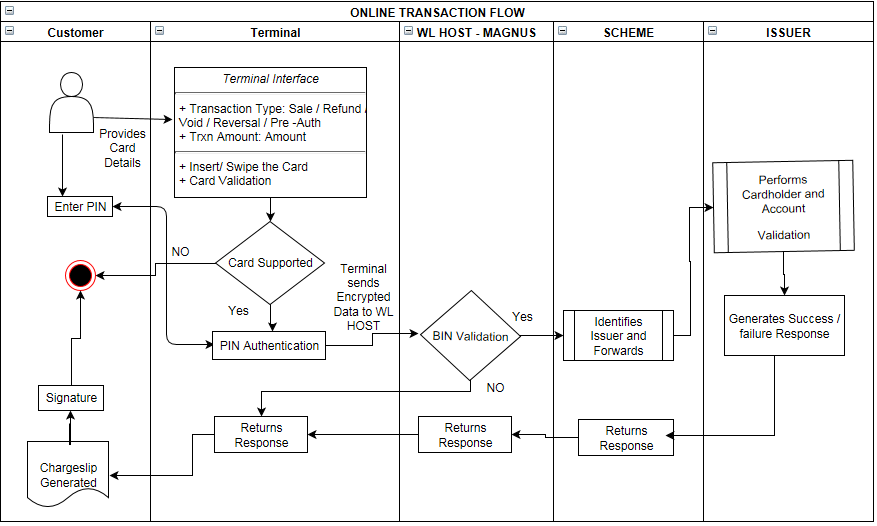 ONLINE TRANSACTION FLOW
Customer
Terminal
WL HOST - MAGNUS
SCHEME
ISSUER
Terminal Interface
+ Transaction Type: Sale / Refund /
Void / Reversal / Pre -Auth
+ Trxn Amount: Amount
+ Insert/ Swipe the Card
+ Card Validation
Provides
Card
Details
Enter PIN
NO
Card Supported
Yes
PIN Authentication
Terminal
sends
Encrypted
Data to WL
HOST
BIN Validation
Yes
NO
Identifies
Issuer and
Forwards
Performs
Cardholder and
Account
Validation
Generates Success /
failure Response
Returns
Response
Returns
Response
Returns
Response
Signature
Chargeslip
Generated